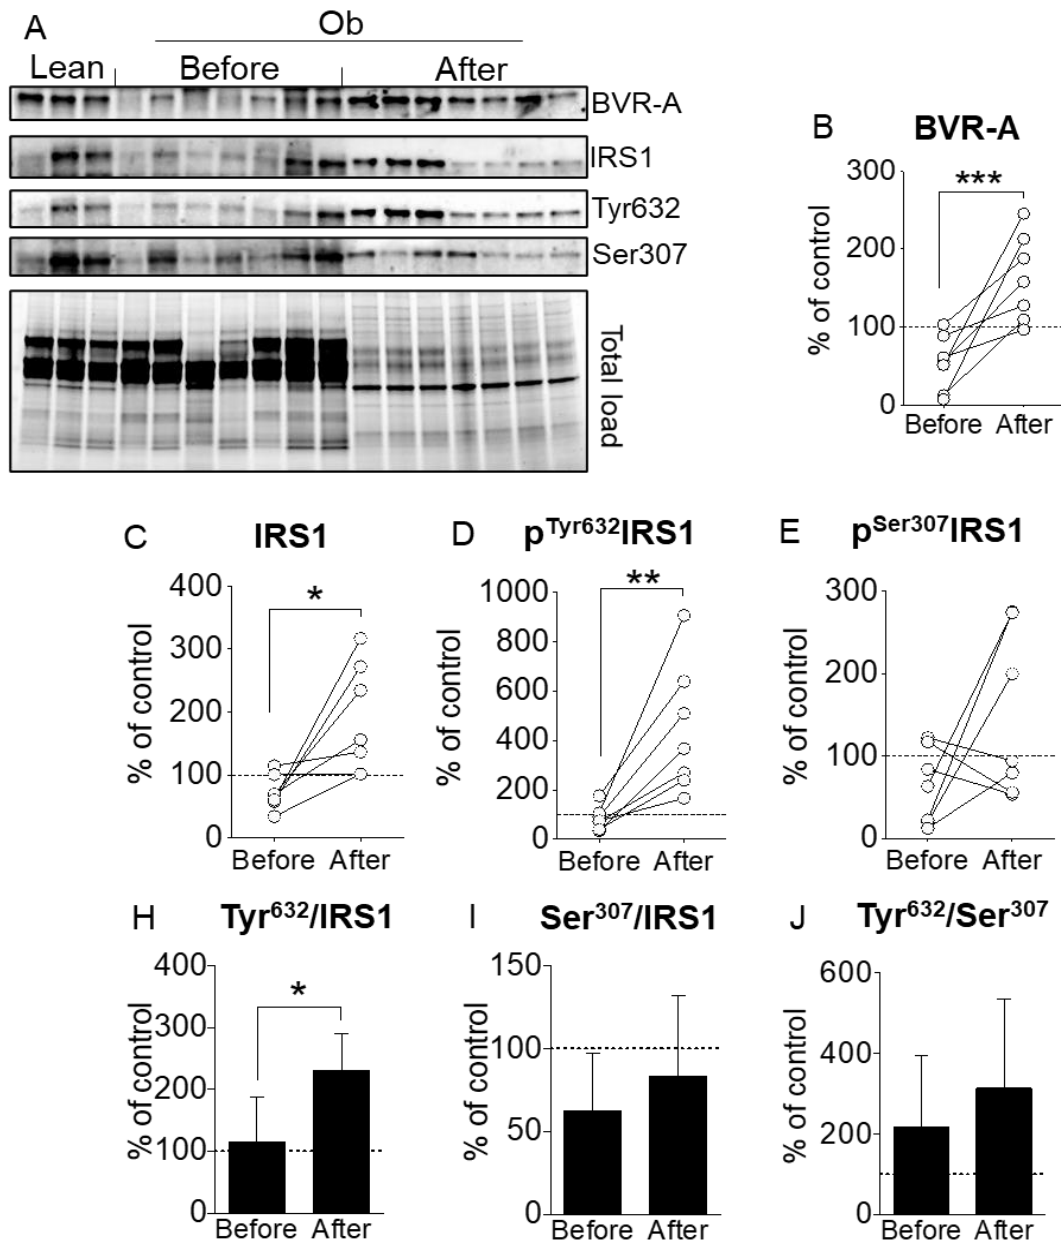 A
Ob
Lean Before After
BVR-A
IRS1
Tyr632
Ser307
Total load
B BVR-A
% of control
300
***
200
100
0
Before After
C IRS1
% of control
400
*
300
200
100
0
Before After
D p^Tyr632IRS1
% of control
1000
**
800
600
400
200
0
Before After
E p^Ser307IRS1
% of control
300
200
100
0
Before After
H Tyr⁶³²/IRS1
% of control
400
*
300
200
100
0
Before After
I Ser³⁰⁷/IRS1
% of control
150
100
50
0
Before After
J Tyr⁶³²/Ser³⁰⁷
% of control
600
400
200
0
Before After